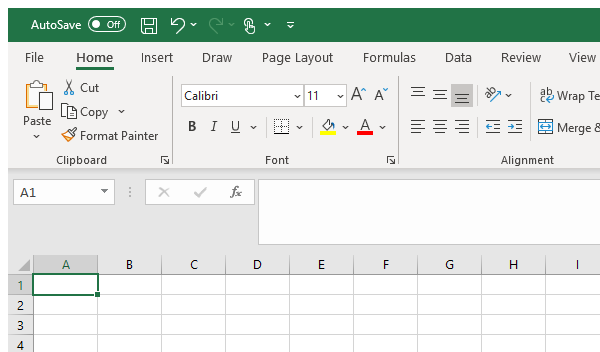 AutoSave Off
File Home Insert Draw Page Layout Formulas Data Review View
Cut
Calibri 11 A A
ab Wrap Te
Copy
c
Paste
B I U A
Merge &
Format Painter
Clipboard Font Alignment
A1 fx
A B C D E F G H I
1
2
3
4